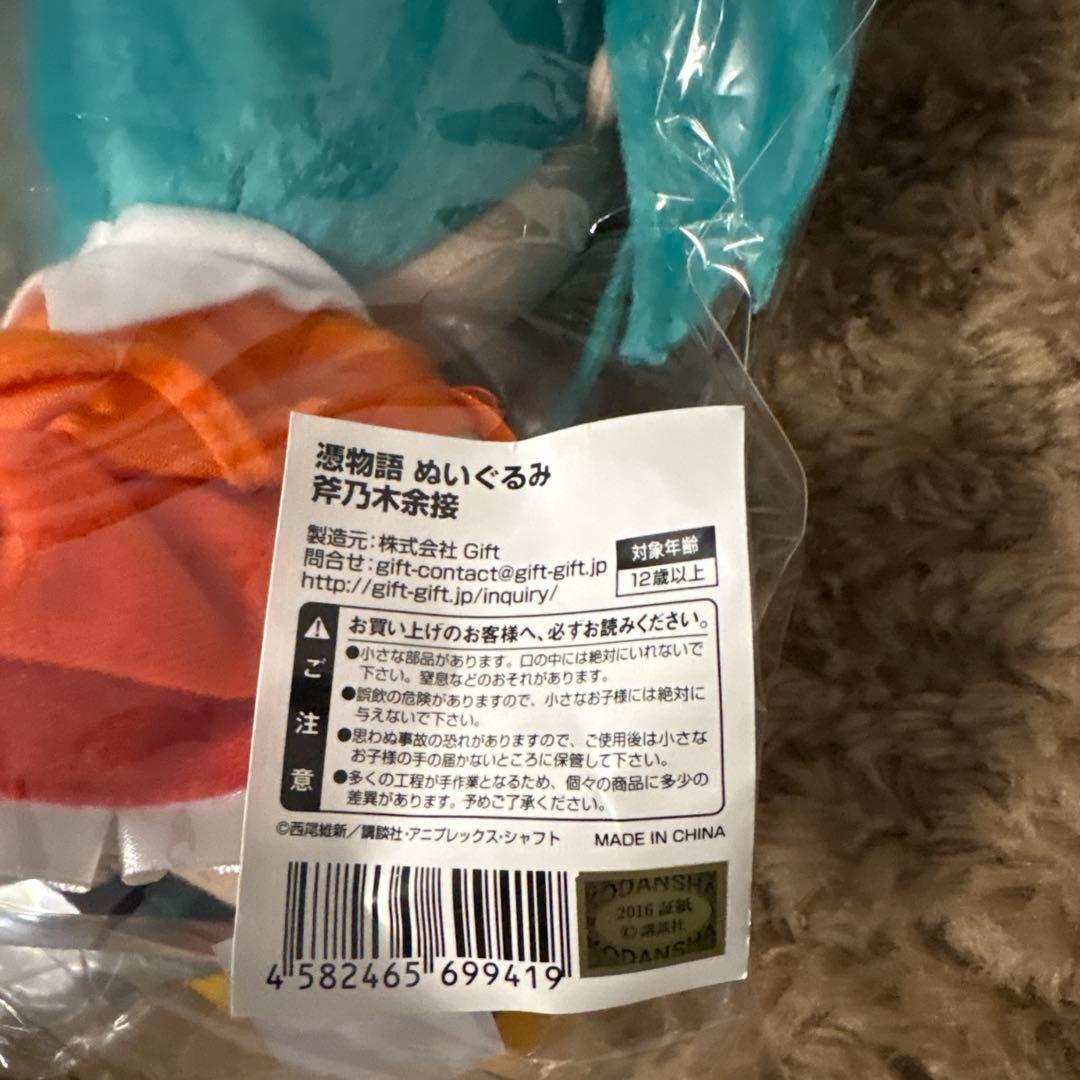 憑物語 ぬいぐるみ
斧乃木余接
製造元：株式会社 Gift
問合せ：gift-contact@gift-gift.jp
http://gift-gift.jp/inquiry/
対象年齢
12歳以上
ご注意
お買い上げのお客様へ、必ずお読みください。
●小さな部品があります。口の中には絶対にいれないで
下さい。窒息などのおそれがあります。
●誤飲の危険がありますので、小さなお子様には絶対に
与えないで下さい。
●思わぬ事故の恐れがありますので、ご使用後は小さな
お子様の手の届かないところに保管して下さい。
●多くの工程が手作業となるため、個々の商品に多少の
差異があります。予めご了承ください。
©西尾維新／講談社・アニプレックス・シャフト
MADE IN CHINA
KODANSHA
2016 証紙
©講談社
KODANSHA
4 582465 699419